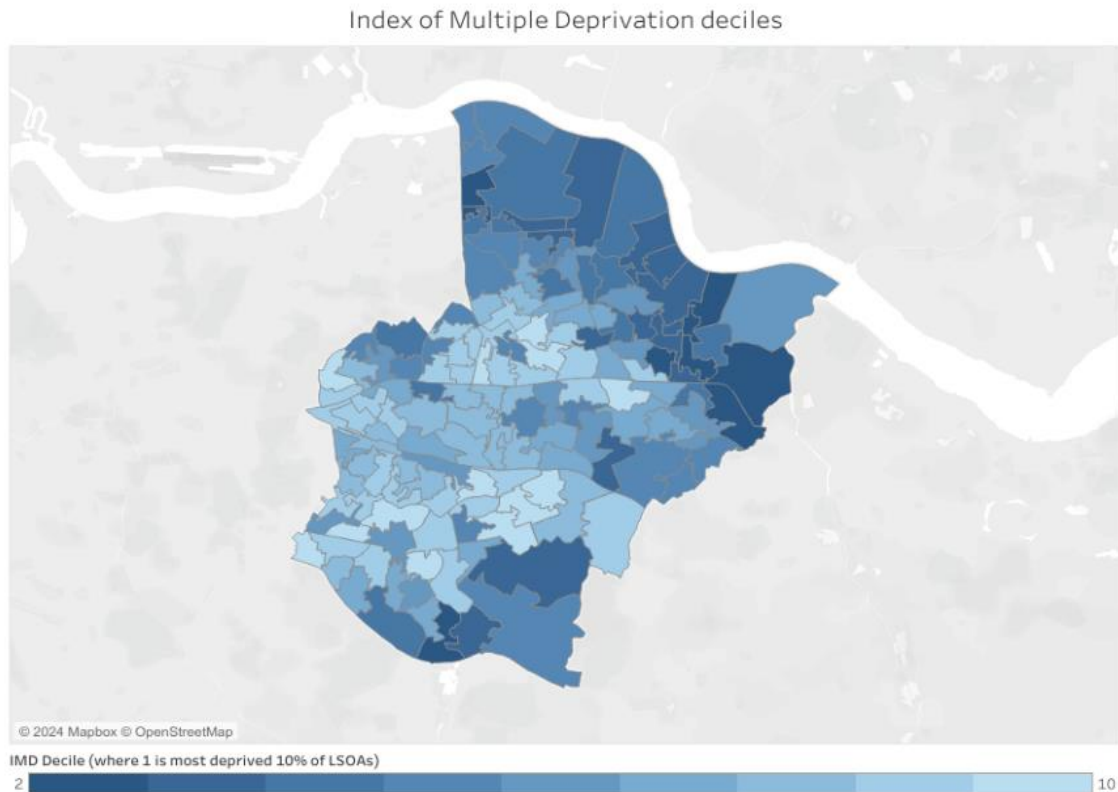 Index of Multiple Deprivation deciles
© 2024 Mapbox © OpenStreetMap
IMD Decile (where 1 is most deprived 10% of LSOAs)
2 10